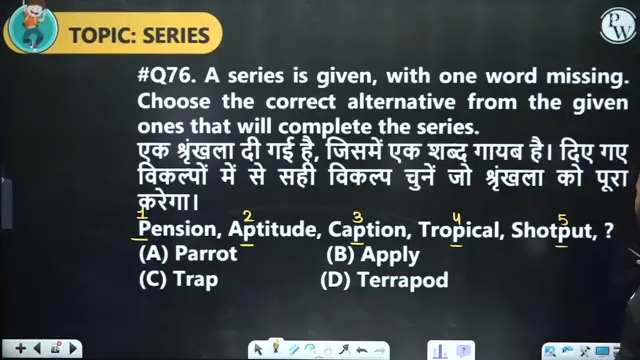 TOPIC: SERIES
PW
#Q76. A series is given, with one word missing.
Choose the correct alternative from the given
ones that will complete the series.
एक श्रृंखला दी गई है, जिसमें एक शब्द गायब है। दिए गए
विकल्पों में से सही विकल्प चुनें जो श्रृंखला को पूरा
करेगा।
1 2 3 4 5
Pension, Aptitude, Caption, Tropical, Shotput, ?
(A) Parrot (B) Apply
(C) Trap (D) Terrapod